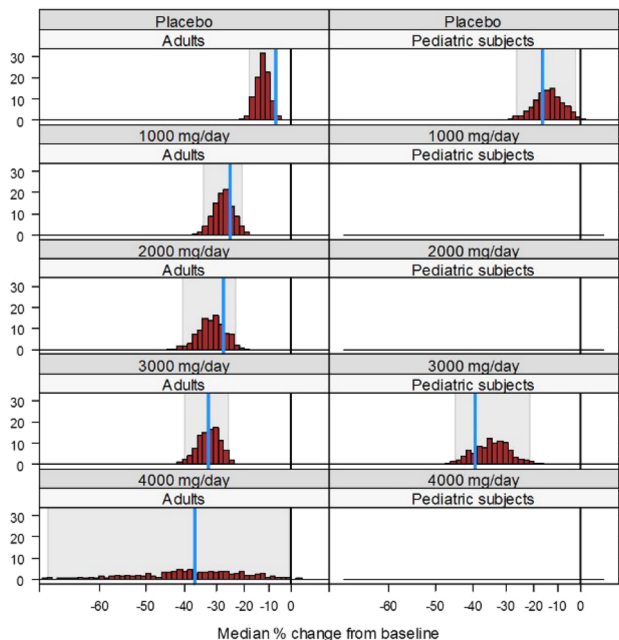 Placebo Placebo
Adults Pediatric subjects
30
20
10
0
1000 mg/day 1000 mg/day
Adults Pediatric subjects
30
20
10
0
2000 mg/day 2000 mg/day
Adults Pediatric subjects
30
20
10
0
3000 mg/day 3000 mg/day
Adults Pediatric subjects
30
20
10
0
4000 mg/day 4000 mg/day
Adults Pediatric subjects
30
20
10
0
-60 -50 -40 -30 -20 -10 0 -60 -50 -40 -30 -20 -10 0
Median % change from baseline